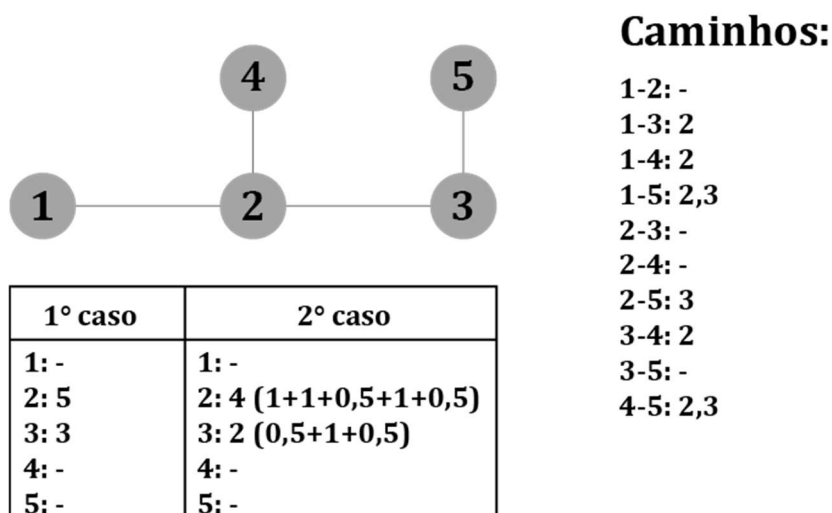 4 5
1 2 3
1° caso 2° caso
1: - 1: -
2: 5 2: 4 (1+1+0,5+1+0,5)
3: 3 3: 2 (0,5+1+0,5)
4: - 4: -
5: - 5: -
Caminhos:
1-2: -
1-3: 2
1-4: 2
1-5: 2,3
2-3: -
2-4: -
2-5: 3
3-4: 2
3-5: -
4-5: 2,3